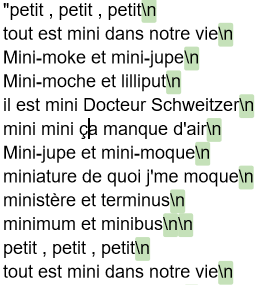 "petit , petit , petit\n
tout est mini dans notre vie\n
Mini-moke et mini-jupe\n
Mini-moche et lilliput\n
il est mini Docteur Schweitzer\n
mini mini ça manque d'air\n
Mini-jupe et mini-moque\n
miniature de quoi j'me moque\n
ministère et terminus\n
minimum et minibus\n\n
petit , petit , petit\n
tout est mini dans notre vie\n